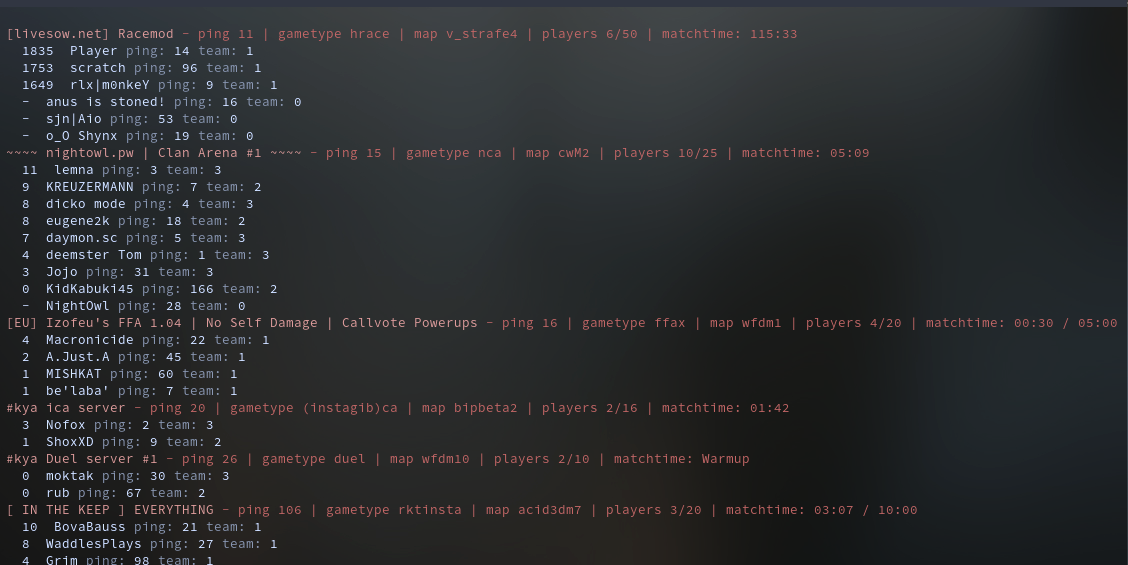 [livesow.net] Racemod - ping 11 | gametype hrace | map v_strafe4 | players 6/50 | matchtime: 115:33
1835 Player ping: 14 team: 1
1753 scratch ping: 96 team: 1
1649 rlx|m0nkeY ping: 9 team: 1
- anus is stoned! ping: 16 team: 0
- sjn|Aio ping: 53 team: 0
- o_O Shynx ping: 19 team: 0
~~~~ nightowl.pw | Clan Arena #1 ~~~~ - ping 15 | gametype nca | map cwM2 | players 10/25 | matchtime: 05:09
11 lemna ping: 3 team: 3
9 KREUZERMANN ping: 7 team: 2
8 dicko mode ping: 4 team: 3
8 eugene2k ping: 18 team: 2
7 daymon.sc ping: 5 team: 3
4 deemster Tom ping: 1 team: 3
3 Jojo ping: 31 team: 3
0 KidKabuki45 ping: 166 team: 2
- NightOwl ping: 28 team: 0
[EU] Izofeu's FFA 1.04 | No Self Damage | Callvote Powerups - ping 16 | gametype ffax | map wfdm1 | players 4/20 | matchtime: 00:30 / 05:00
4 Macronicide ping: 22 team: 1
2 A.Just.A ping: 45 team: 1
1 MISHKAT ping: 60 team: 1
1 be'laba' ping: 7 team: 1
#kya ica server - ping 20 | gametype (instagib)ca | map bipbeta2 | players 2/16 | matchtime: 01:42
3 Nofox ping: 2 team: 3
1 ShoxXD ping: 9 team: 2
#kya Duel server #1 - ping 26 | gametype duel | map wfdm10 | players 2/10 | matchtime: Warmup
0 moktak ping: 30 team: 3
0 rub ping: 67 team: 2
[ IN THE KEEP ] EVERYTHING - ping 106 | gametype rktinsta | map acid3dm7 | players 3/20 | matchtime: 03:07 / 10:00
10 BovaBauss ping: 21 team: 1
8 WaddlesPlays ping: 27 team: 1
4 Grim ping: 98 team: 1